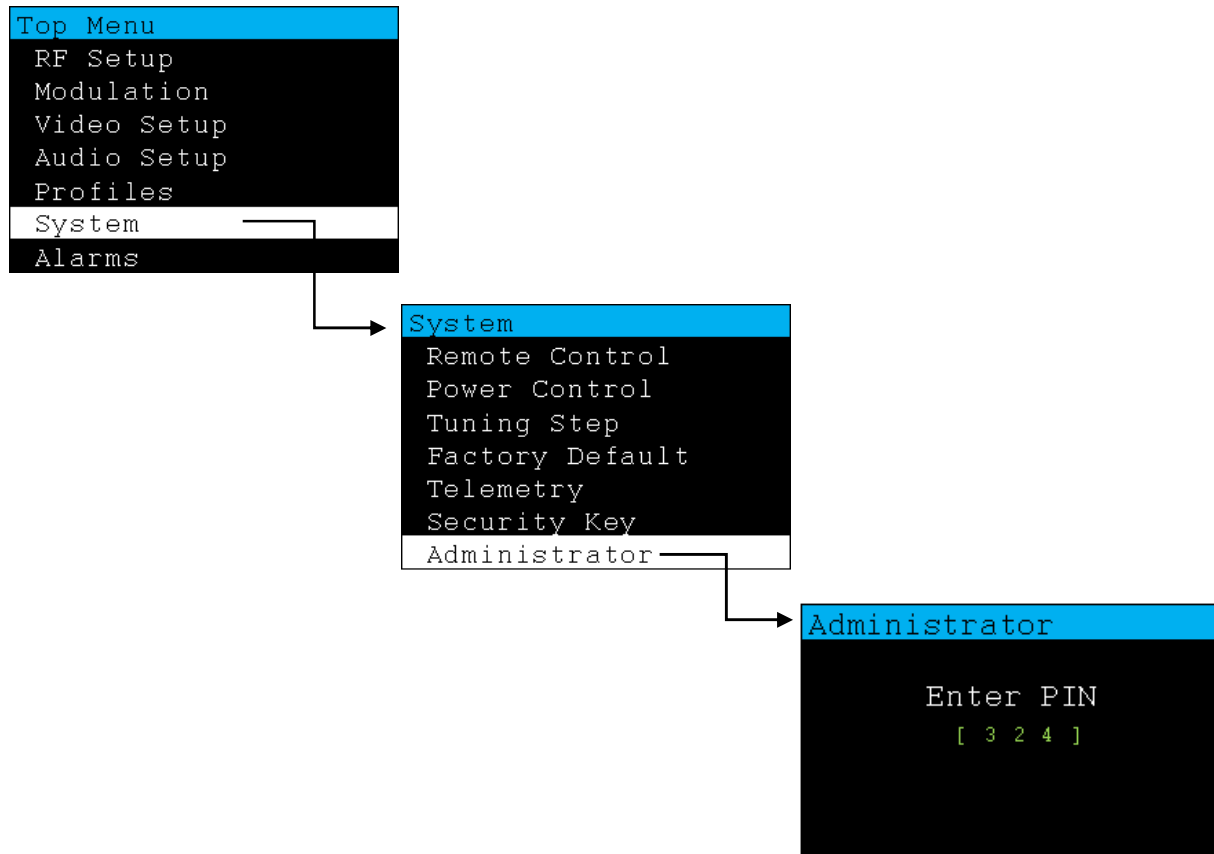 Top Menu
RF Setup
Modulation
Video Setup
Audio Setup
Profiles
System
Alarms
System
Remote Control
Power Control
Tuning Step
Factory Default
Telemetry
Security Key
Administrator
Administrator
Enter PIN
[ 3 2 4 ]